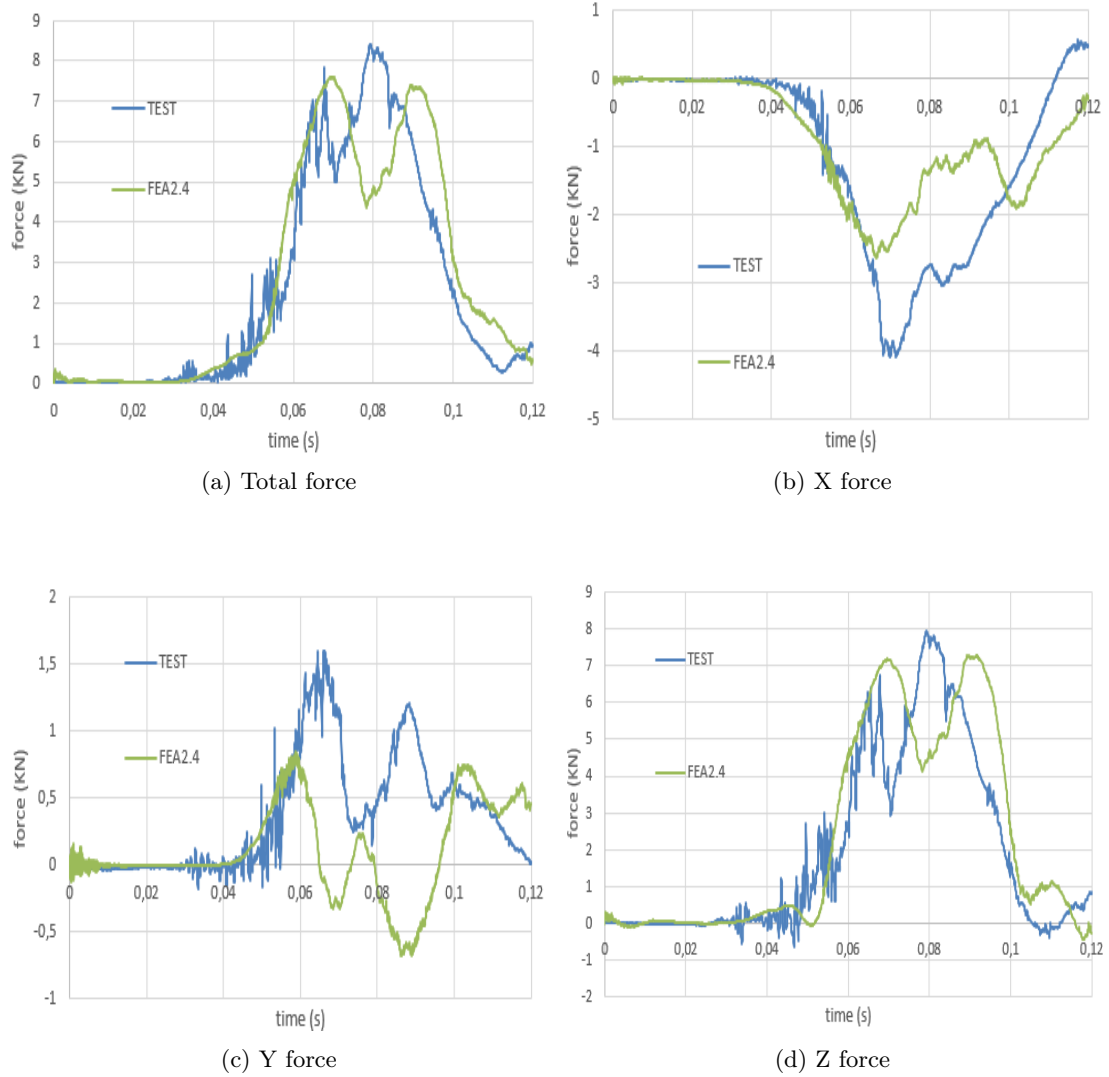 9
8
7
6
5
4
3
2
1
0
force (KN)
TEST
FEA2.4
0 0,02 0,04 0,06 0,08 0,1 0,12
time (s)
(a) Total force
1
0
-1
-2
-3
-4
-5
force (KN)
0 0,02 0,04 0,06 0,08 0,1 0,12
TEST
FEA2.4
time (s)
(b) X force
2
1,5
1
0,5
0
-0,5
-1
force (KN)
TEST
FEA2.4
0 0,02 0,04 0,06 0,08 0,1 0,12
time (s)
(c) Y force
9
8
7
6
5
4
3
2
1
0
-1
-2
force (KN)
TEST
FEA2.4
0 0,02 0,04 0,06 0,08 0,1 0,12
time (s)
(d) Z force